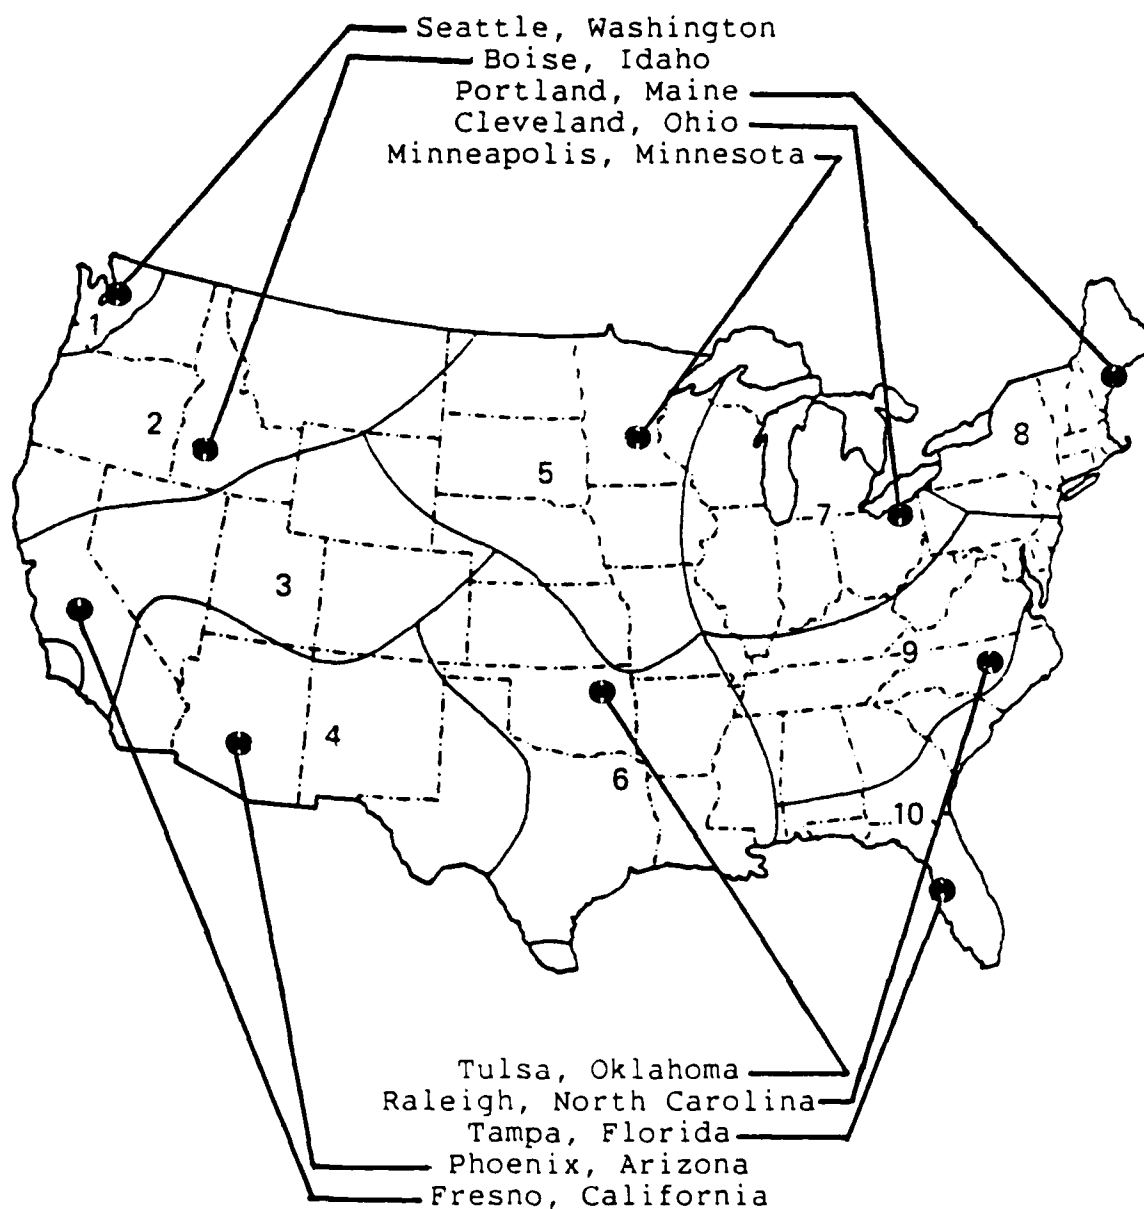 Seattle, Washington
Boise, Idaho
Portland, Maine
Cleveland, Ohio
Minneapolis, Minnesota
1
2
8
5
7
3
9
4
6
10
Tulsa, Oklahoma
Raleigh, North Carolina
Tampa, Florida
Phoenix, Arizona
Fresno, California